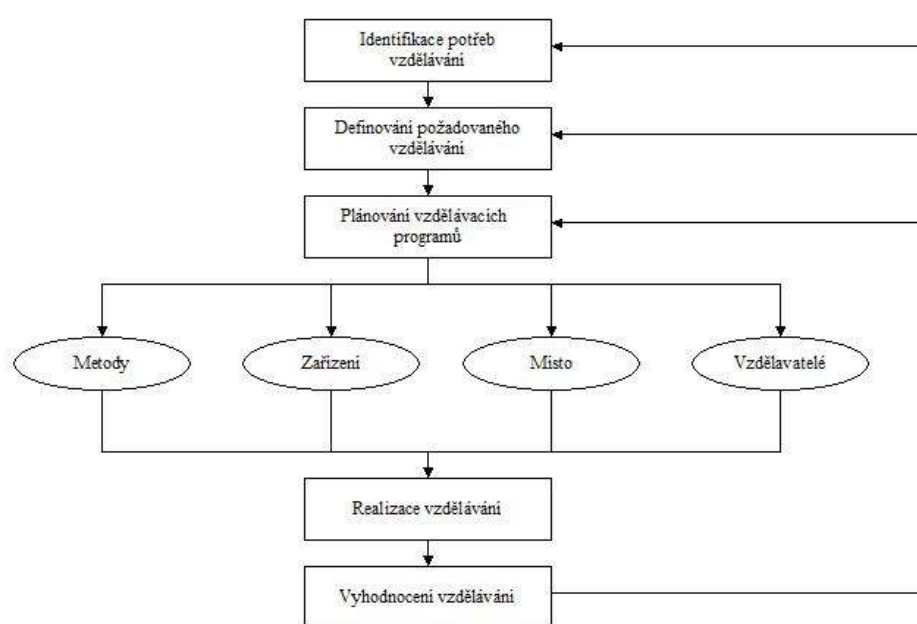 Identifikace potřeb
vzdělávání
Definování požadovaného
vzdělávání
Plánování vzdělávacích
programů
Metody
Zařízení
Místo
Vzdělavatelé
Realizace vzdělávání
Vyhodnocení vzdělávání